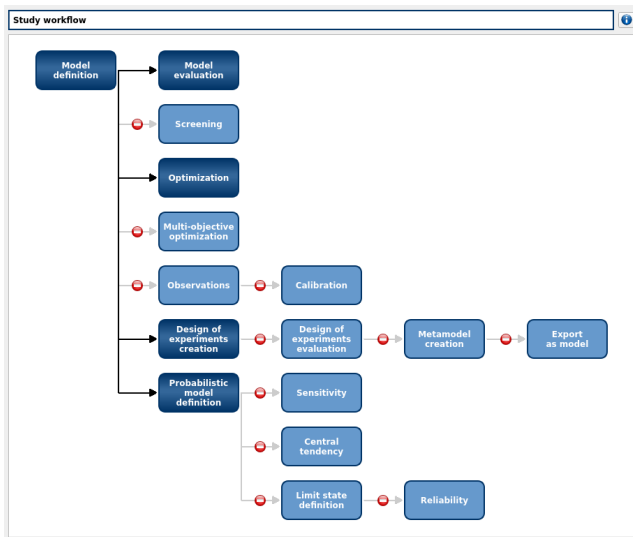 Study workflow
Model
definition
Model
evaluation
Screening
Optimization
Multi-objective
optimization
Observations
Calibration
Design of
experiments
creation
Design of
experiments
evaluation
Metamodel
creation
Export
as model
Probabilistic
model
definition
Sensitivity
Central
tendency
Limit state
definition
Reliability